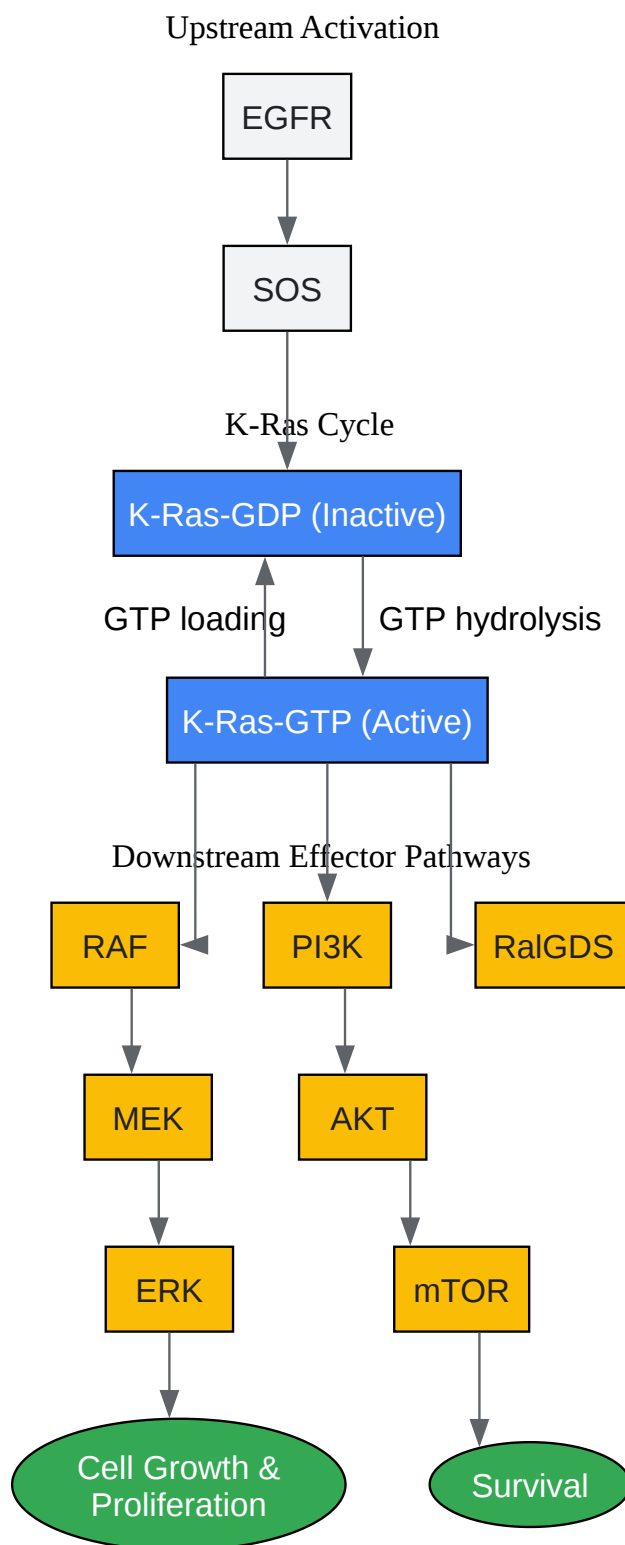 Upstream Activation
EGFR
SOS
K-Ras Cycle
K-Ras-GDP (Inactive)
GTP loading
GTP hydrolysis
K-Ras-GTP (Active)
Downstream Effector Pathways
RAF
PI3K
RalGDS
MEK
AKT
ERK
mTOR
Cell Growth &
Proliferation
Survival